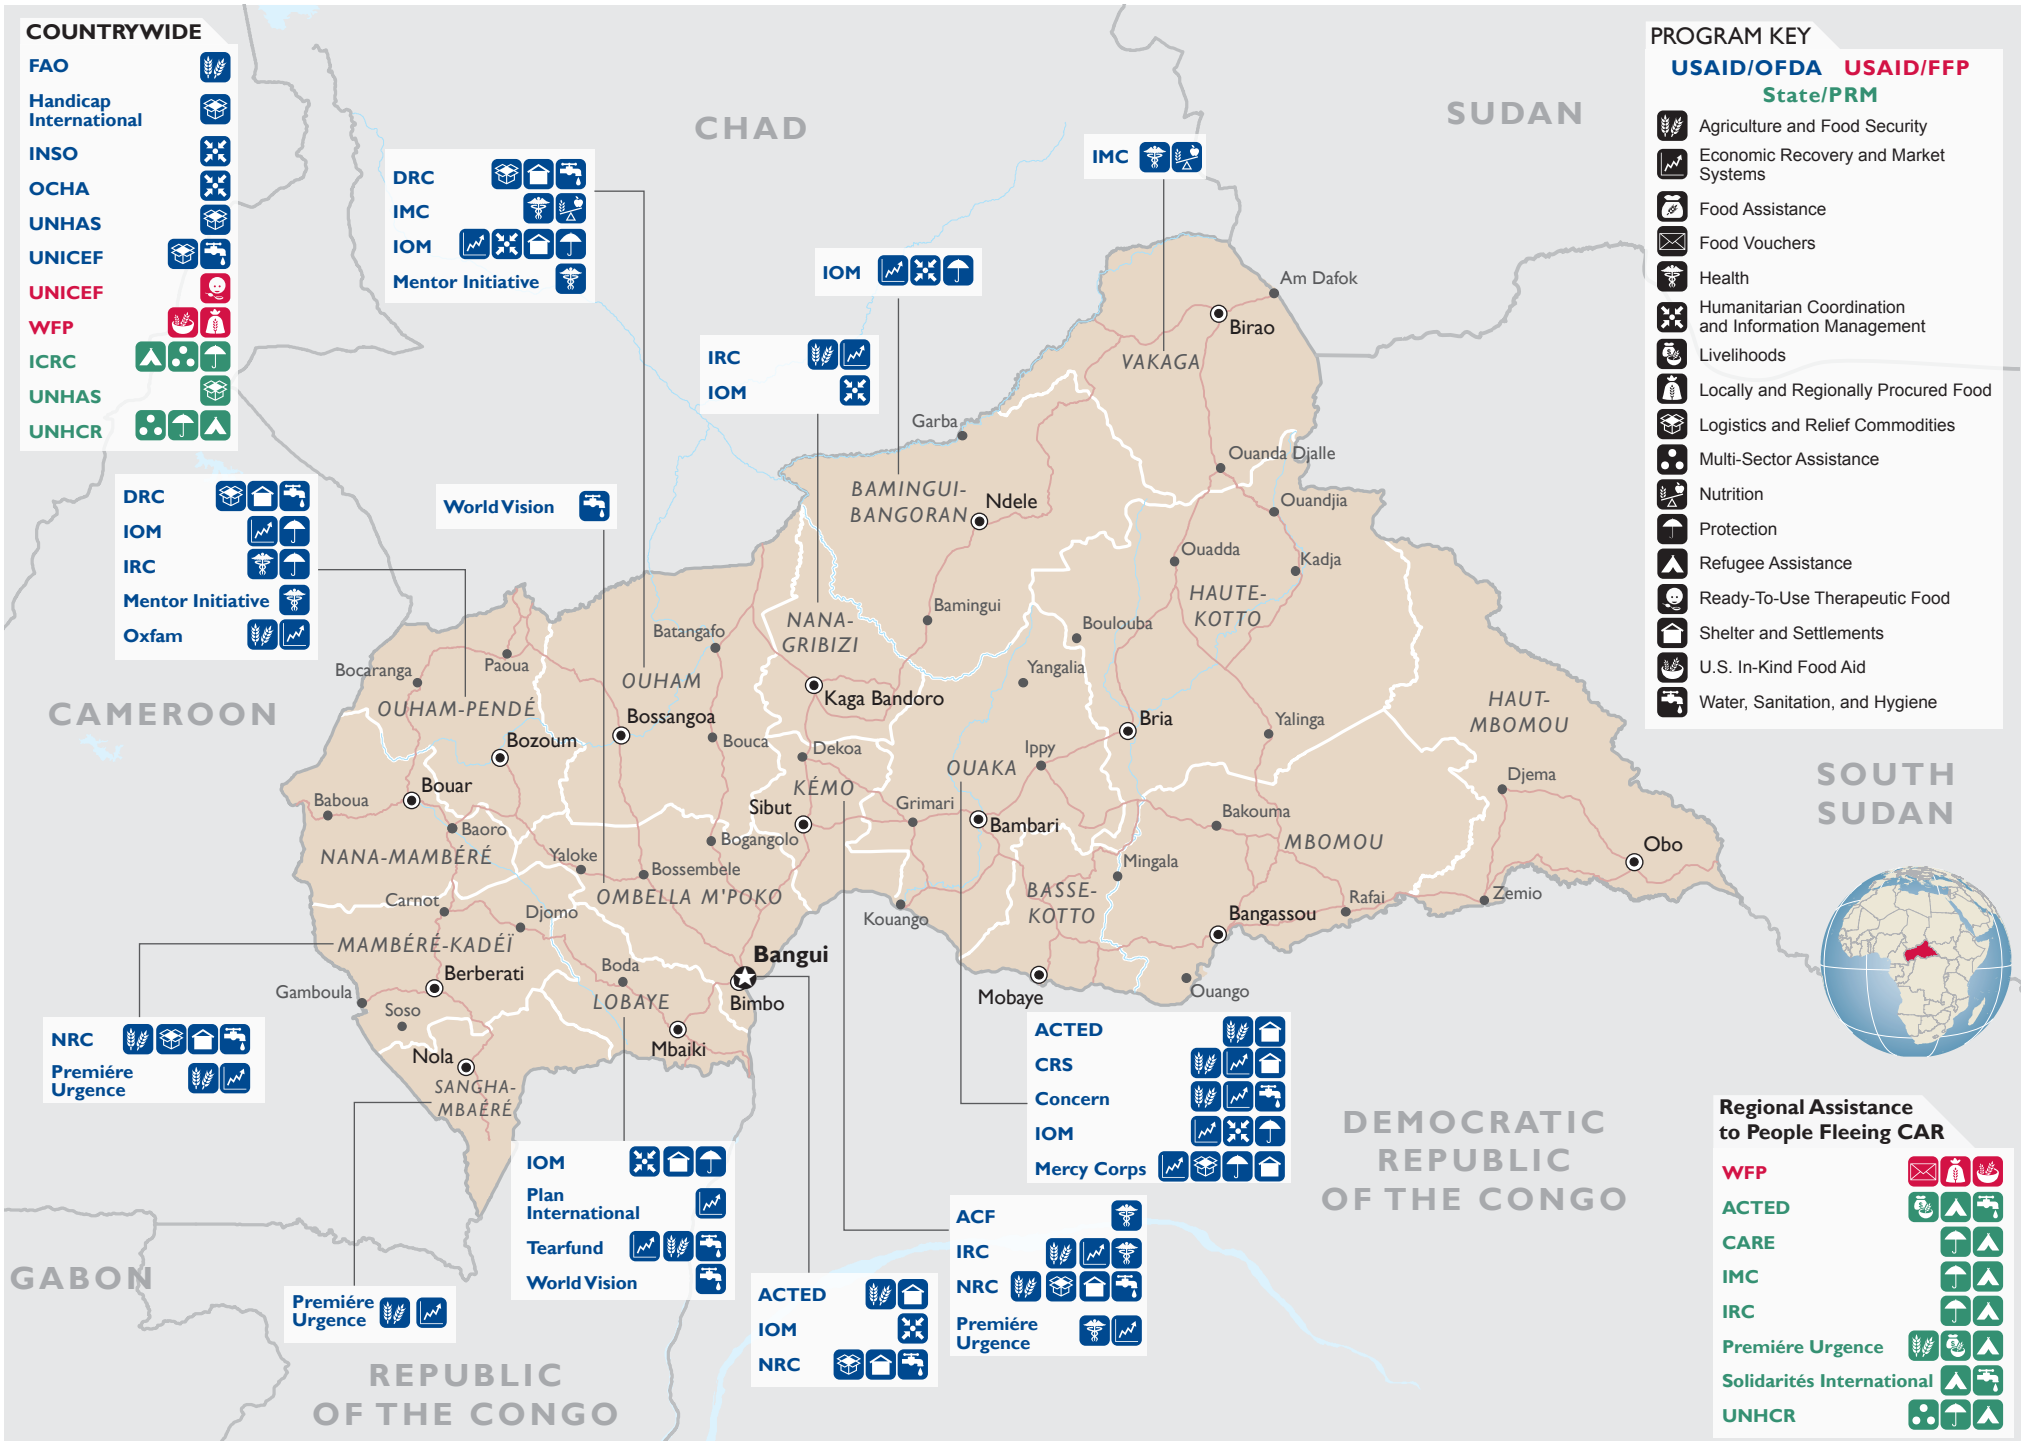 COUNTRYWIDE
FAO
Handicap
International
INSO
OCHA
UNHAS
UNICEF
UNICEF
WFP
ICRC
UNHAS
UNHCR
PROGRAM KEY
USAID/OFDA USAID/FFP
State/PRM
Agriculture and Food Security
Economic Recovery and Market
Systems
Food Assistance
Food Vouchers
Health
Humanitarian Coordination
and Information Management
Livelihoods
Locally and Regionally Procured Food
Logistics and Relief Commodities
Multi-Sector Assistance
Nutrition
Protection
Refugee Assistance
Ready-To-Use Therapeutic Food
Shelter and Settlements
U.S. In-Kind Food Aid
Water, Sanitation, and Hygiene
CHAD
SUDAN
DRC
IMC
IOM
Mentor Initiative
IMC
IOM
IRC
IOM
DRC
IOM
IRC
Mentor Initiative
Oxfam
World Vision
Am Dafok
Birao
VAKAGA
Garba
Ouanda Djalle
BAMINGUI-
BANGORAN
Ndele
Ouandjia
Ouadda
Kadja
HAUTE-
KOTTO
Bamingui
NANA-
GRIBIZI
Boulouba
Batangafo
Paoua
Bocaranga
Yangalia
OUHAM
Kaga Bandoro
HAUT-
MBOMOU
OUHAM-PENDÉ
CAMEROON
Bossangoa
Bria
Yalinga
Bozoum
Bouca
Dekoa
Ippy
OUAKA
Djema
SOUTH
SUDAN
Bouar
KÉMO
Baboua
Sibut
Grimari
Bambari
Bakouma
Baoro
Bogangolo
MBOMOU
Obo
NANA-MAMBÉRÉ
Yaloke
Bossembele
Mingala
OMBELLA M'POKO
BASSE-
KOTTO
Rafai
Zemio
Carnot
Djomo
Kouango
Bangassou
MAMBÉRÉ-KADÉÏ
Bangui
Berberati
Boda
Gamboula
LOBAYE
Bimbo
Mobaye
Ouango
Soso
Mbaiki
Nola
SANGHA-
MBAÉRÉ
NRC
Premiére
Urgence
ACTED
CRS
Concern
IOM
Mercy Corps
DEMOCRATIC
REPUBLIC
OF THE CONGO
Regional Assistance
to People Fleeing CAR
WFP
ACTED
CARE
IMC
IRC
Premiére Urgence
Solidarités International
UNHCR
IOM
Plan
International
Tearfund
World Vision
ACF
IRC
NRC
Premiére
Urgence
GABON
Premiére
Urgence
ACTED
IOM
NRC
REPUBLIC
OF THE CONGO